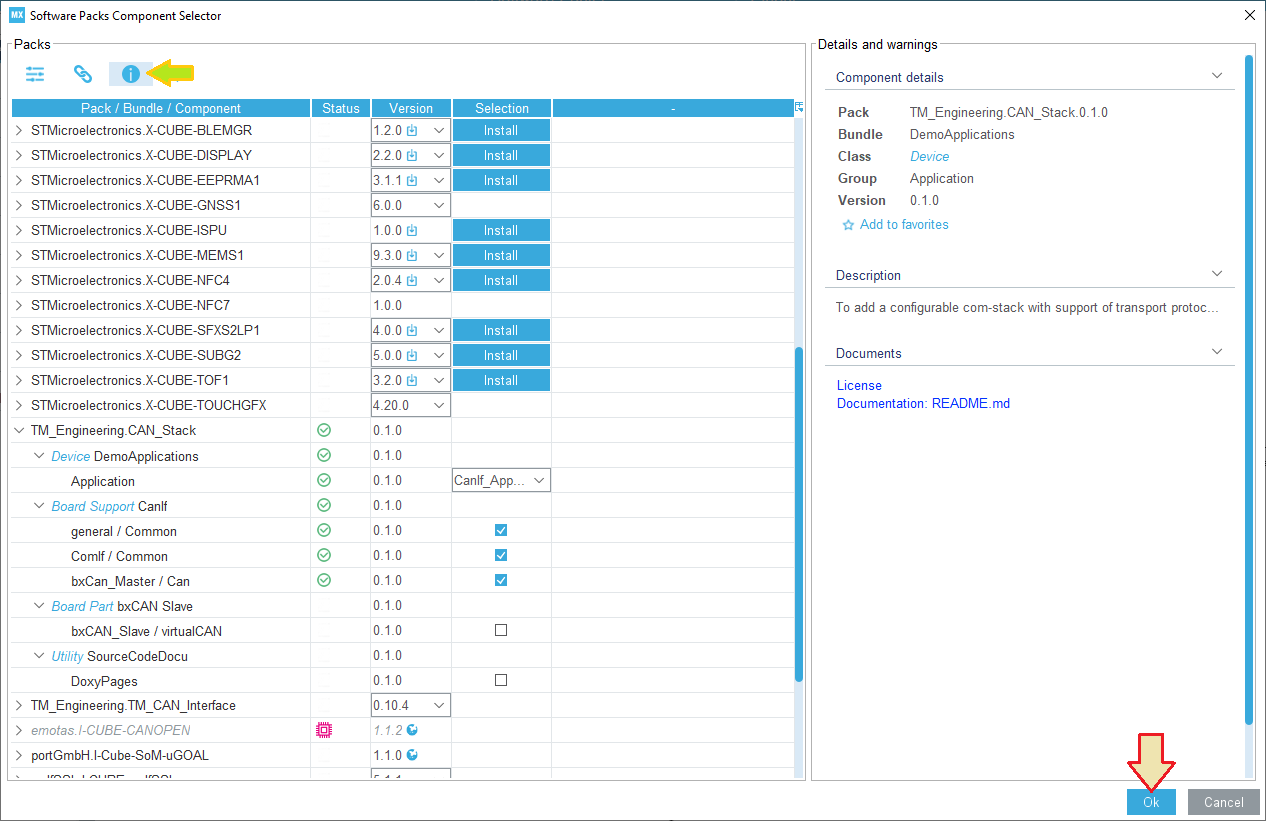 MX Software Packs Component Selector
Packs
Details and warnings
Pack / Bundle / Component Status Version Selection -
STMicroelectronics.X-CUBE-BLEMGR 1.2.0 Install
STMicroelectronics.X-CUBE-DISPLAY 2.2.0 Install
STMicroelectronics.X-CUBE-EEPRMA1 3.1.1 Install
STMicroelectronics.X-CUBE-GNSS1 6.0.0
STMicroelectronics.X-CUBE-ISPU 1.0.0 Install
STMicroelectronics.X-CUBE-MEMS1 9.3.0 Install
STMicroelectronics.X-CUBE-NFC4 2.0.4 Install
STMicroelectronics.X-CUBE-NFC7 1.0.0
STMicroelectronics.X-CUBE-SFXS2LP1 4.0.0 Install
STMicroelectronics.X-CUBE-SUBG2 5.0.0 Install
STMicroelectronics.X-CUBE-TOF1 3.2.0 Install
STMicroelectronics.X-CUBE-TOUCHGFX 4.20.0
TM_Engineering.CAN_Stack 0.1.0
Device DemoApplications 0.1.0
Application 0.1.0 CanIf_App...
Board Support CanIf 0.1.0
general / Common 0.1.0
ComIf / Common 0.1.0
bxCan_Master / Can 0.1.0
Board Part bxCAN Slave 0.1.0
bxCAN_Slave / virtualCAN 0.1.0
Utility SourceCodeDocu 0.1.0
DoxyPages 0.1.0
TM_Engineering.TM_CAN_Interface 0.10.4
emotas.I-CUBE-CANOPEN 1.1.2
portGmbH.I-Cube-SoM-uGOAL 1.1.0
Component details
Pack TM_Engineering.CAN_Stack.0.1.0
Bundle DemoApplications
Class Device
Group Application
Version 0.1.0
Add to favorites
Description
To add a configurable com-stack with support of transport protoc...
Documents
License
Documentation: README.md
Ok Cancel